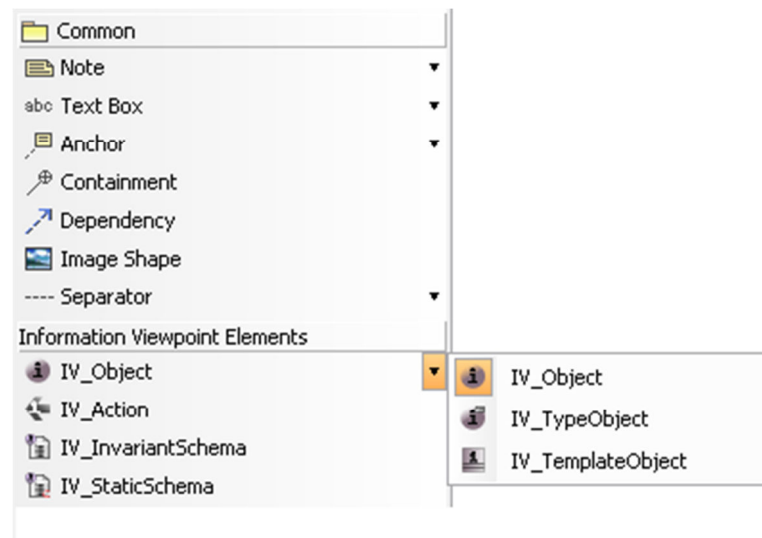 Common
Note
abc Text Box
Anchor
Containment
Dependency
Image Shape
---- Separator
Information Viewpoint Elements
IV_Object
IV_Action
IV_InvariantSchema
IV_StaticSchema
IV_Object
IV_TypeObject
IV_TemplateObject